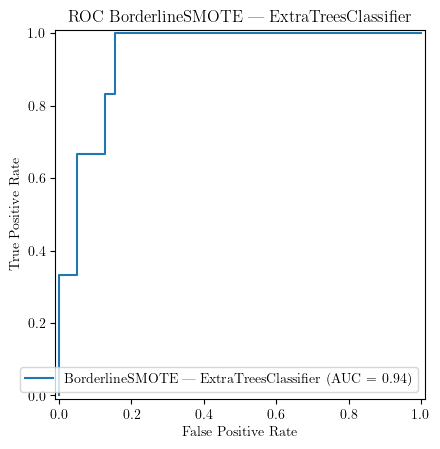 ROC BorderlineSMOTE — ExtraTreesClassifier
True Positive Rate
1.0
0.8
0.6
0.4
0.2
0.0
BorderlineSMOTE — ExtraTreesClassifier (AUC = 0.94)
0.0 0.2 0.4 0.6 0.8 1.0
False Positive Rate